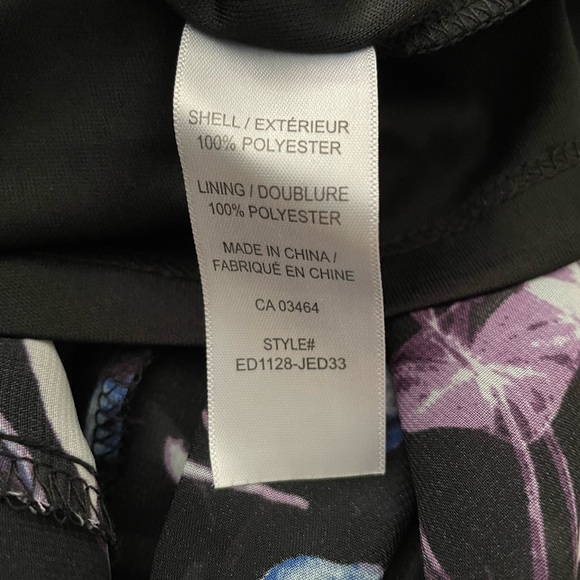 SHELL / EXTÉRIEUR
100% POLYESTER
LINING / DOUBLURE
100% POLYESTER
MADE IN CHINA /
FABRIQUÉ EN CHINE
CA 03464
STYLE#
ED1128-JED33